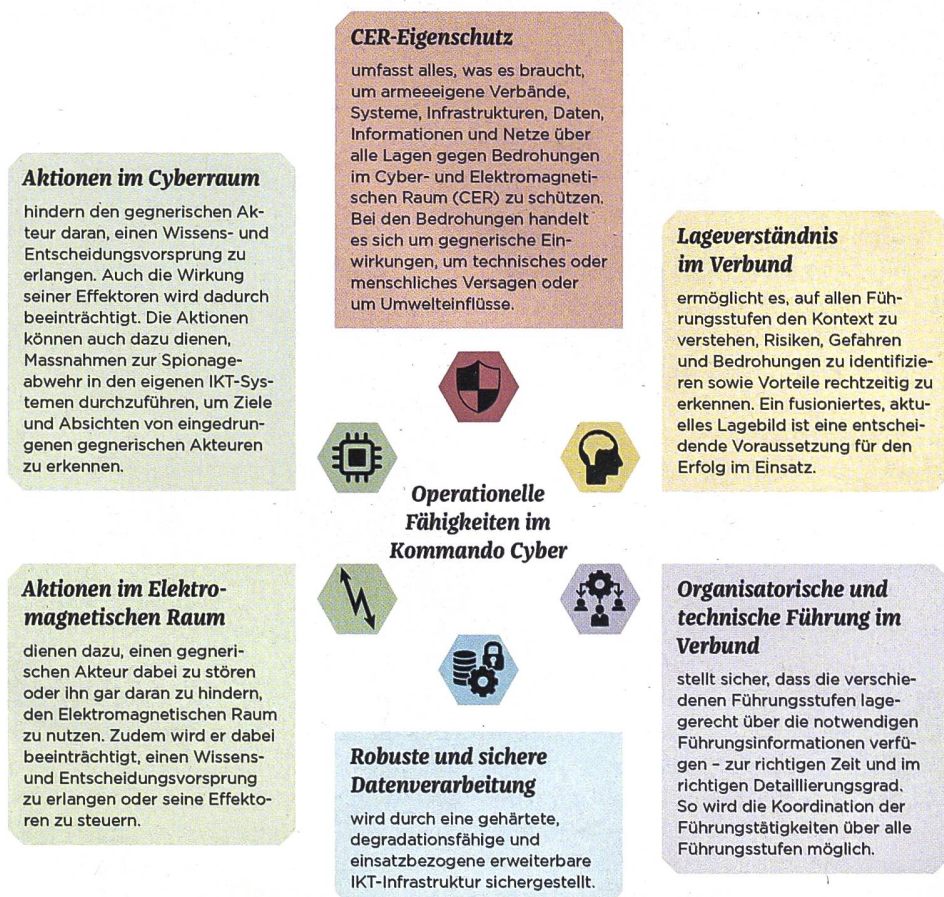 CER-Eigenschutz
umfasst alles, was es braucht,
um armeeeigene Verbände,
Systeme, Infrastrukturen, Daten,
Informationen und Netze über
alle Lagen gegen Bedrohungen
im Cyber- und Elektromagneti-
schen Raum (CER) zu schützen.
Bei den Bedrohungen handelt
es sich um gegnerische Ein-
wirkungen, um technisches oder
menschliches Versagen oder
um Umwelteinflüsse.
Aktionen im Cyberraum
hindern den gegnerischen Ak-
teur daran, einen Wissens- und
Entscheidungsvorsprung zu
erlangen. Auch die Wirkung
seiner Effektoren wird dadurch
beeinträchtigt. Die Aktionen
können auch dazu dienen,
Massnahmen zur Spionage-
abwehr in den eigenen IKT-Sys-
temen durchzuführen, um Ziele
und Absichten von eingedrun-
genen gegnerischen Akteuren
zu erkennen.
Lageverständnis
im Verbund
ermöglicht es, auf allen Füh-
rungsstufen den Kontext zu
verstehen, Risiken, Gefahren
und Bedrohungen zu identifizie-
ren sowie Vorteile rechtzeitig zu
erkennen. Ein fusioniertes, aktu-
elles Lagebild ist eine entschei-
dende Voraussetzung für den
Erfolg im Einsatz.
Operationelle
Fähigkeiten im
Kommando Cyber
Aktionen im Elektro-
magnetischen Raum
dienen dazu, einen gegneri-
schen Akteur dabei zu stören
oder ihn gar daran zu hindern,
den Elektromagnetischen Raum
zu nutzen. Zudem wird er dabei
beeinträchtigt, einen Wissens-
und Entscheidungsvorsprung
zu erlangen oder seine Effekto-
ren zu steuern.
Robuste und sichere
Datenverarbeitung
wird durch eine gehärtete,
degradationsfähige und
einsatzbezogene erweiterbare
IKT-Infrastruktur sichergestellt.
Organisatorische und
technische Führung im
Verbund
stellt sicher, dass die verschie-
denen Führungsstufen lage-
gerecht über die notwendigen
Führungsinformationen verfü-
gen – zur richtigen Zeit und im
richtigen Detaillierungsgrad.
So wird die Koordination der
Führungstätigkeiten über alle
Führungsstufen möglich.